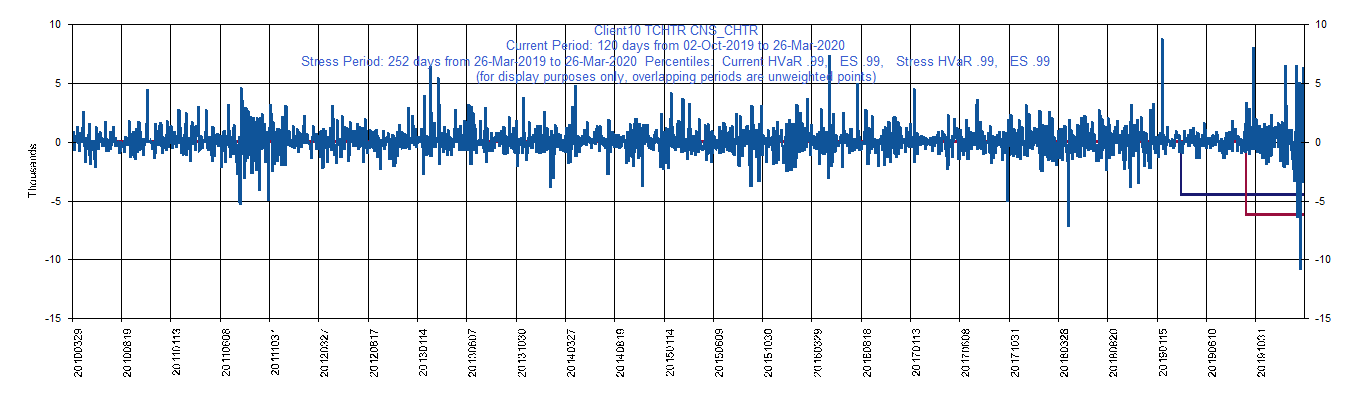 Client10 TCHTR CNS_CHTR
Current Period: 120 days from 02-Oct-2019 to 26-Mar-2020
Stress Period: 252 days from 26-Mar-2019 to 26-Mar-2020 Percentiles: Current HVaR .99, ES .99, Stress HVaR .99, ES .99
(for display purposes only, overlapping periods are unweighted points)
10 10
5 5
0 0
-5 -5
-10 -10
-15 -15
Thousands
20100329 20100819 20110113 20110608 20111031 20120327 20120817 20130114 20130607 20131030 20140327 20140819 20150114 20150609 20151030 20160329 20160818 20170113 20170608 20171031 20180328 20180820 20190115 20190610 20191031